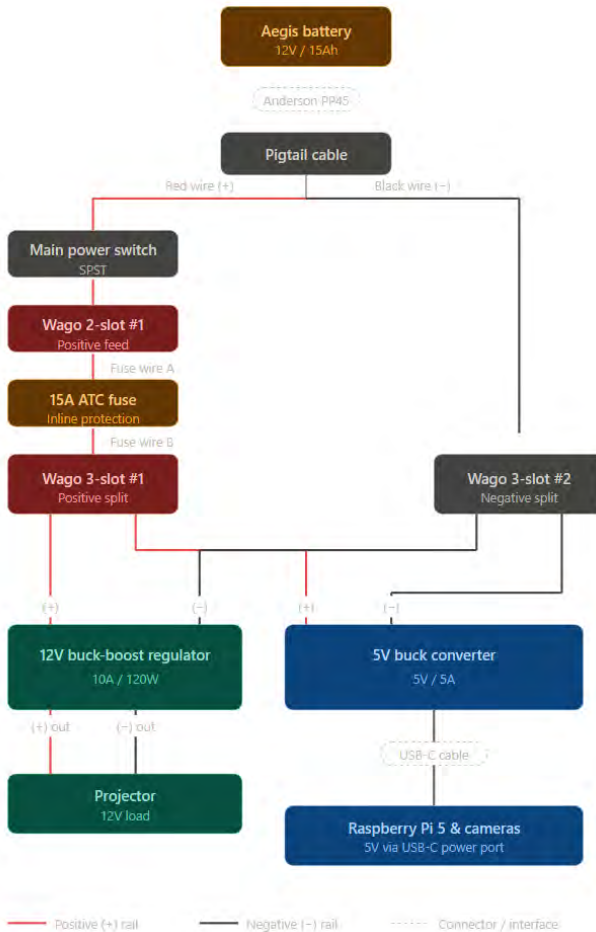 Aegis battery
12V / 15Ah
Anderson PP45
Pigtail cable
Red wire (+)
Black wire (−)
Main power switch
SPST
Wago 2-slot #1
Positive feed
Fuse wire A
15A ATC fuse
Inline protection
Fuse wire B
Wago 3-slot #1
Positive split
Wago 3-slot #2
Negative split
(+)
(−)
(+)
(−)
12V buck-boost regulator
10A / 120W
5V buck converter
5V / 5A
(+) out
(−) out
USB-C cable
Projector
12V load
Raspberry Pi 5 & cameras
5V via USB-C power port
Positive (+) rail
Negative (−) rail
Connector / interface